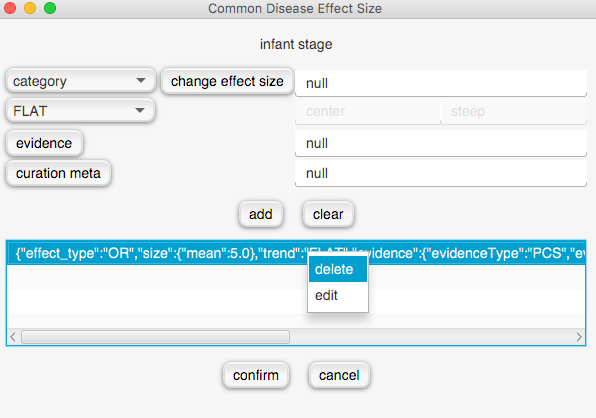 Common Disease Effect Size
infant stage
category change effect size null
FLAT center steep
evidence null
curation meta null
add clear
{"effect_type":"OR","size":{"mean":5.0},"trend":"FLAT","evidence":{"evidenceType":"PCS","ev
delete
edit
confirm cancel